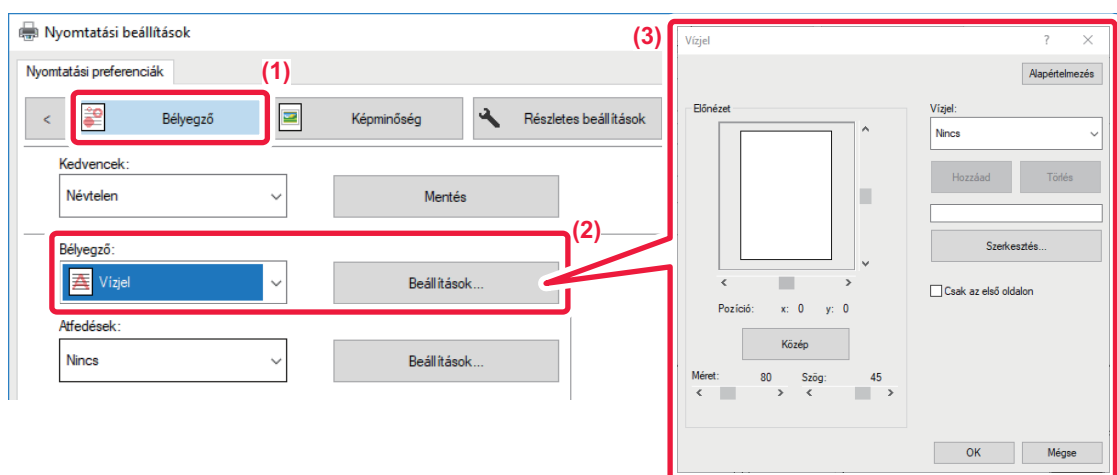 Nyomtatási beállítások
Nyomtatási preferenciák
(1)
<
Bélyegző
Képminőség
Részletes beállítások
Kedvencek:
Névtelen
Mentés
(2)
Bélyegző:
Vízjel
Beállítások...
Atfedések:
Nincs
Beállítások...
(3)
Vízjel
?
Alapértelmezés
Előnézet
Vízjel:
Nincs
Hozzáad
Törlés
Szerkesztés...
Csak az első oldalon
Pozíció: x: 0 y: 0
Közép
Méret: 80 Szög: 45
OK
Mégse